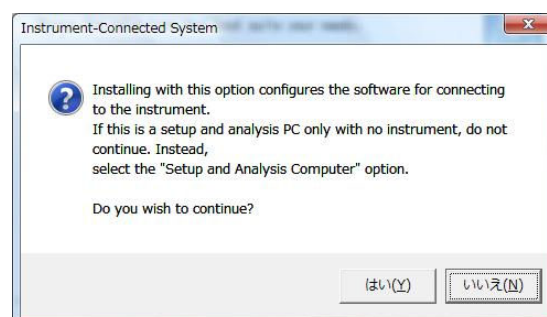 Instrument-Connected System
Installing with this option configures the software for connecting
to the instrument.
If this is a setup and analysis PC only with no instrument, do not
continue. Instead,
select the "Setup and Analysis Computer" option.
Do you wish to continue?
はい(Y)
いいえ(N)